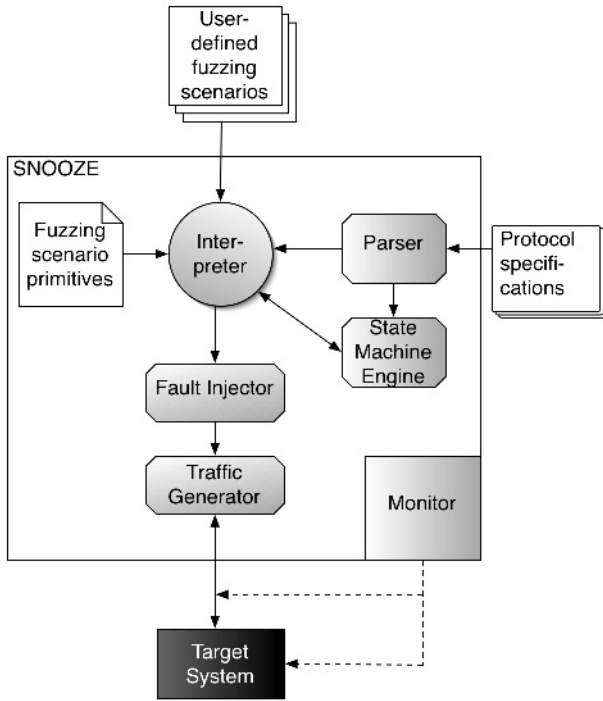 User-
defined
fuzzing
scenarios
SNOOZE
Fuzzing
scenario
primitives
Inter-
preter
Parser
Protocol
specifi-
cations
State
Machine
Engine
Fault Injector
Traffic
Generator
Monitor
Target
System